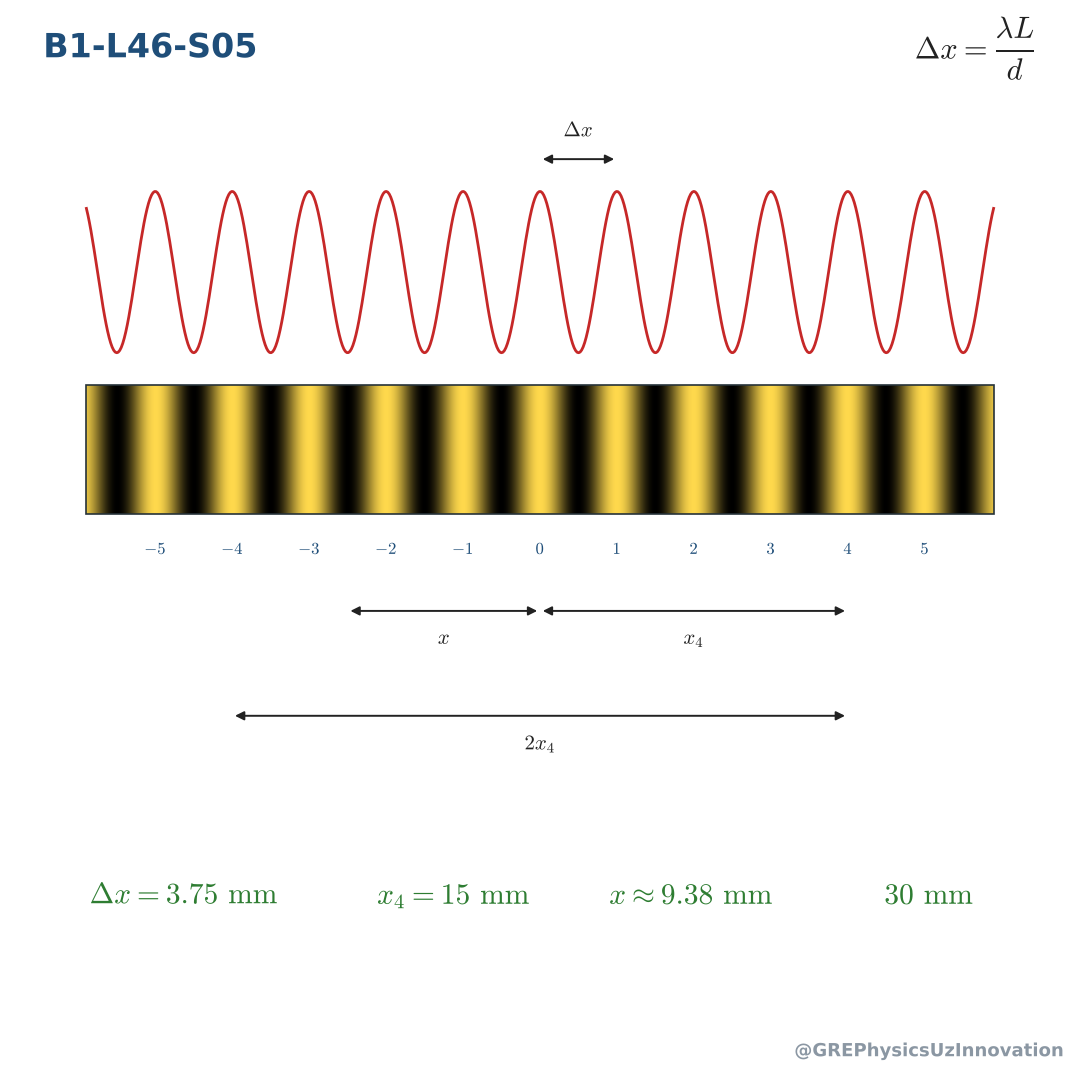 B1-L46-S05
Δx = λL/d
Δx
−5 −4 −3 −2 −1 0 1 2 3 4 5
x x₄
2x₄
Δx = 3.75 mm x₄ = 15 mm x ≈ 9.38 mm 30 mm
@GREPhysicsUzInnovation